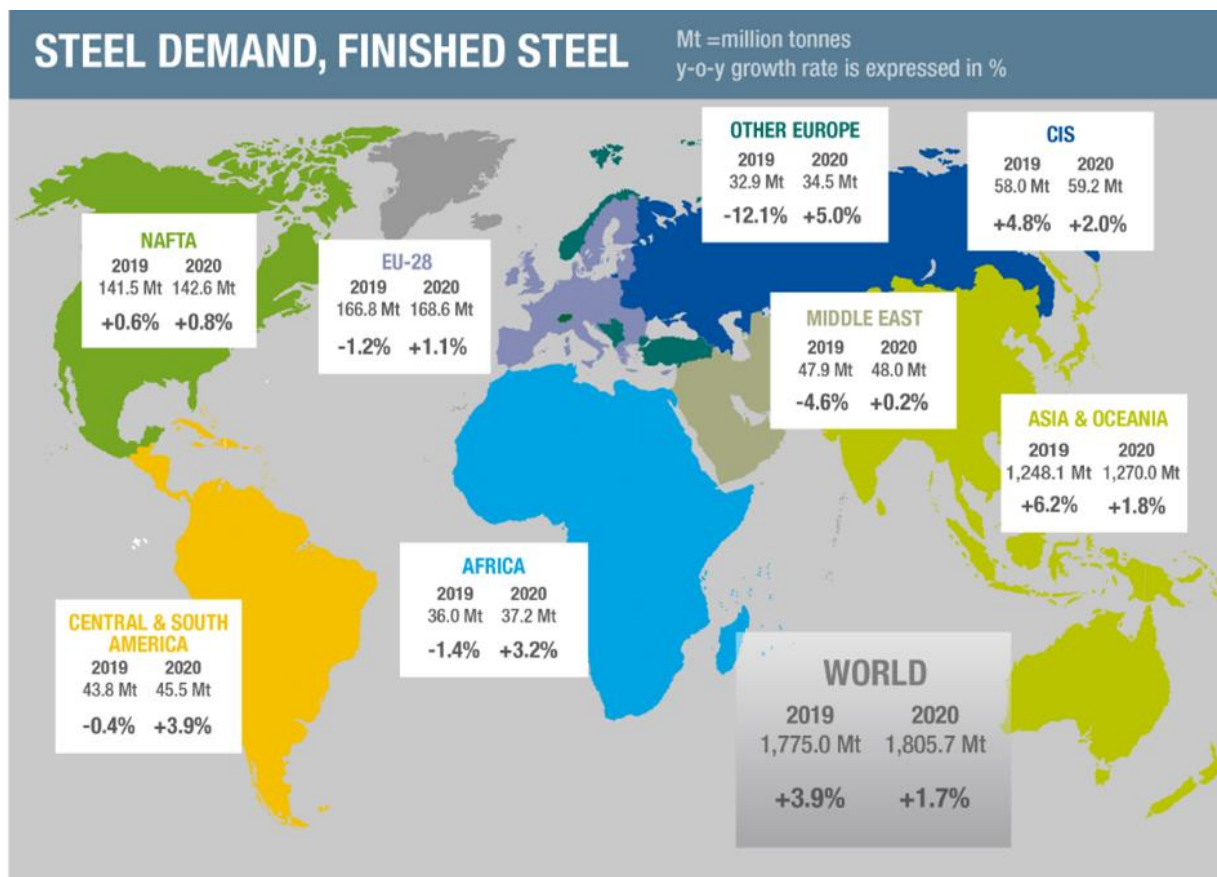 STEEL DEMAND, FINISHED STEEL
Mt =million tonnes
y-o-y growth rate is expressed in %
OTHER EUROPE
2019 2020
32.9 Mt 34.5 Mt
-12.1% +5.0%
CIS
2019 2020
58.0 Mt 59.2 Mt
+4.8% +2.0%
NAFTA
2019 2020
141.5 Mt 142.6 Mt
+0.6% +0.8%
EU-28
2019 2020
166.8 Mt 168.6 Mt
-1.2% +1.1%
MIDDLE EAST
2019 2020
47.9 Mt 48.0 Mt
-4.6% +0.2%
ASIA & OCEANIA
2019 2020
1,248.1 Mt 1,270.0 Mt
+6.2% +1.8%
AFRICA
2019 2020
36.0 Mt 37.2 Mt
-1.4% +3.2%
CENTRAL & SOUTH
AMERICA
2019 2020
43.8 Mt 45.5 Mt
-0.4% +3.9%
WORLD
2019 2020
1,775.0 Mt 1,805.7 Mt
+3.9% +1.7%